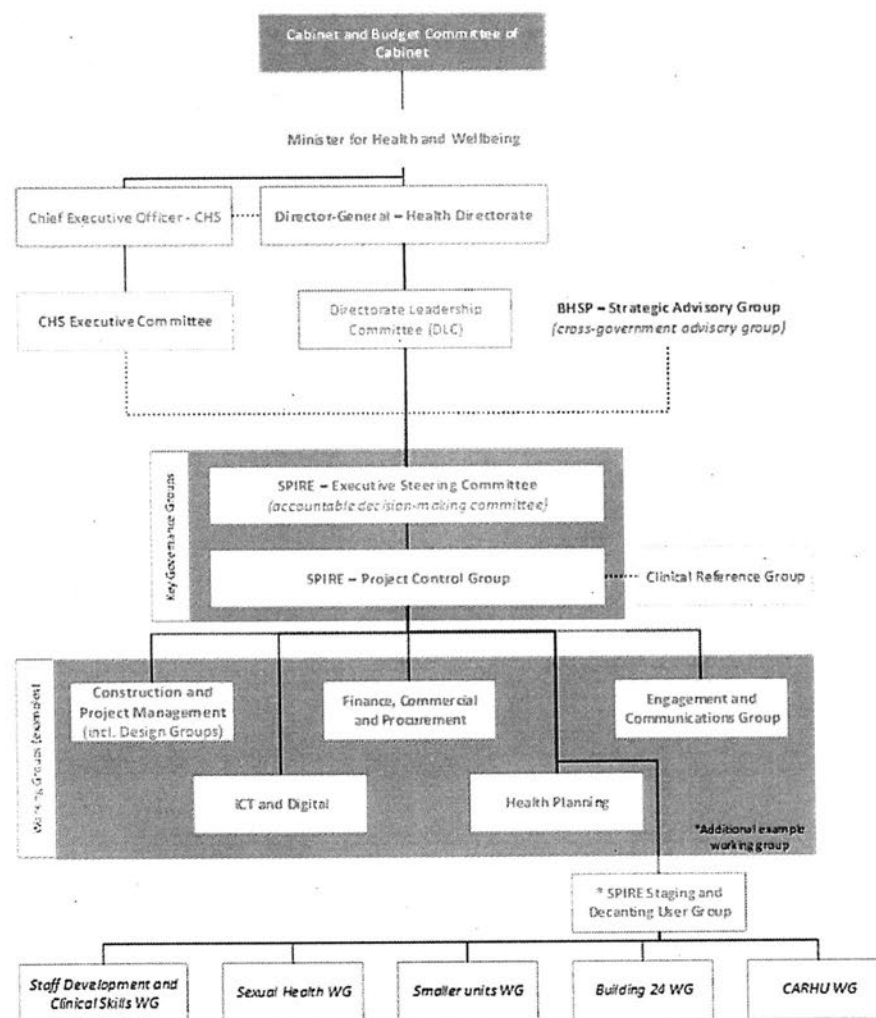 Cabinet and Budget Committee of
Cabinet
Minister for Health and Wellbeing
Chief Executive Officer - CHS
Director-General – Health Directorate
CHS Executive Committee
Directorate Leadership
Committee (DLC)
BHSP – Strategic Advisory Group
(cross-government advisory group)
Key Governance Groups
SPIRE – Executive Steering Committee
(accountable decision-making committee)
SPIRE – Project Control Group
Clinical Reference Group
Working Groups (examples)
Construction and
Project Management
(incl. Design Groups)
Finance, Commercial
and Procurement
Engagement and
Communications Group
ICT and Digital
Health Planning
*Additional example
working group
* SPIRE Staging and
Decanting User Group
Staff Development and
Clinical Skills WG
Sexual Health WG
Smaller units WG
Building 24 WG
CARHU WG